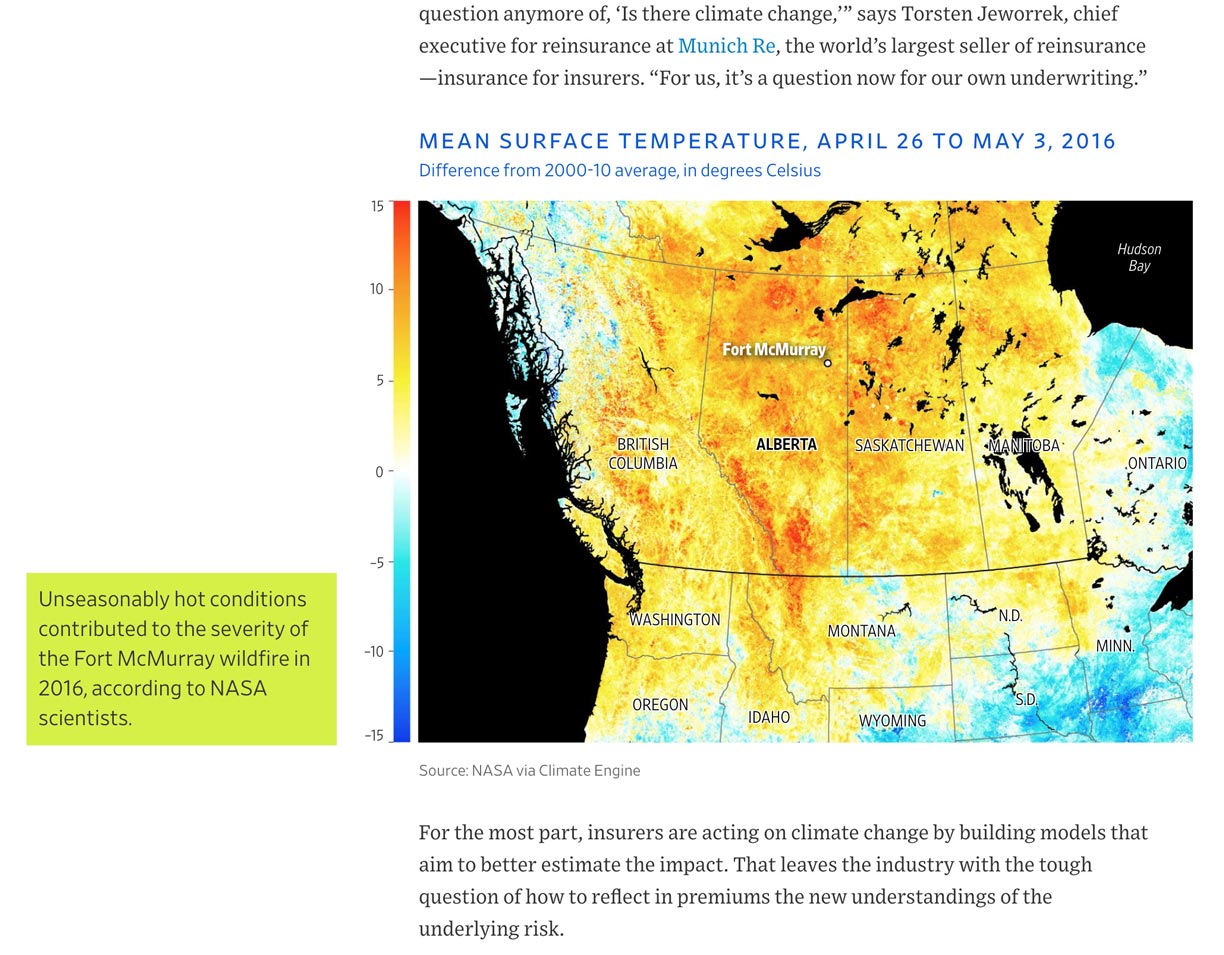 question anymore of, ‘Is there climate change,’” says Torsten Jeworrek, chief
executive for reinsurance at Munich Re, the world’s largest seller of reinsurance
—insurance for insurers. “For us, it’s a question now for our own underwriting.”
MEAN SURFACE TEMPERATURE, APRIL 26 TO MAY 3, 2016
Difference from 2000-10 average, in degrees Celsius
15
10
5
0
–5
–10
–15
Hudson
Bay
Fort McMurray
BRITISH
COLUMBIA
ALBERTA
SASKATCHEWAN
MANITOBA
ONTARIO
WASHINGTON
MONTANA
N.D.
MINN.
OREGON
IDAHO
WYOMING
S.D.
Unseasonably hot conditions
contributed to the severity of
the Fort McMurray wildfire in
2016, according to NASA
scientists.
Source: NASA via Climate Engine
For the most part, insurers are acting on climate change by building models that
aim to better estimate the impact. That leaves the industry with the tough
question of how to reflect in premiums the new understandings of the
underlying risk.